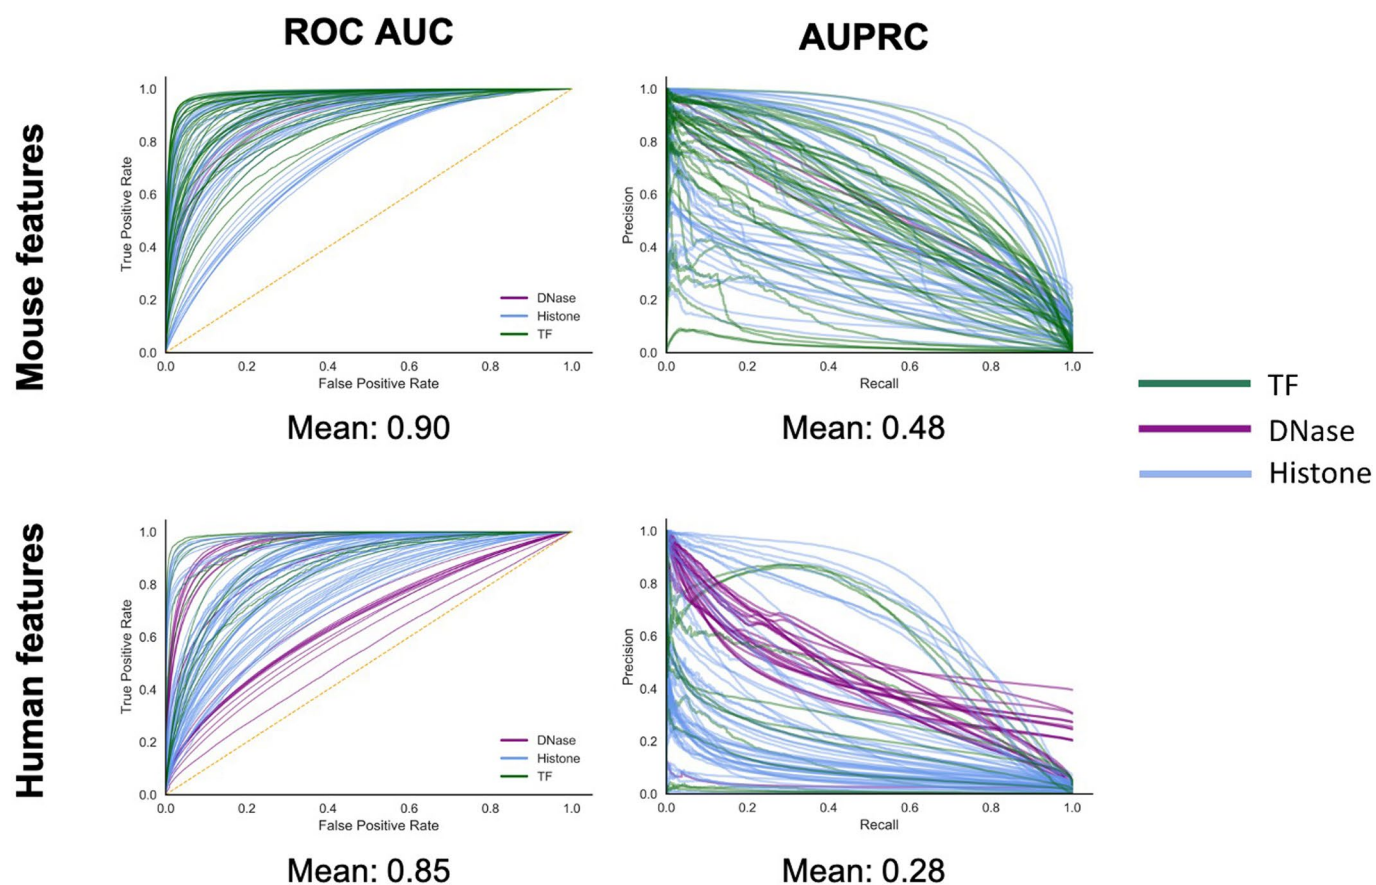 ROC AUC
AUPRC
Mouse features
True Positive Rate
1.0
0.8
0.6
0.4
0.2
0.0
0.0 0.2 0.4 0.6 0.8 1.0
False Positive Rate
DNase
Histone
TF
Mean: 0.90
Precision
1.0
0.8
0.6
0.4
0.2
0.0
0.0 0.2 0.4 0.6 0.8 1.0
Recall
Mean: 0.48
TF
DNase
Histone
Human features
True Positive Rate
1.0
0.8
0.6
0.4
0.2
0.0
0.0 0.2 0.4 0.6 0.8 1.0
False Positive Rate
DNase
Histone
TF
Mean: 0.85
Precision
1.0
0.8
0.6
0.4
0.2
0.0
0.0 0.2 0.4 0.6 0.8 1.0
Recall
Mean: 0.28